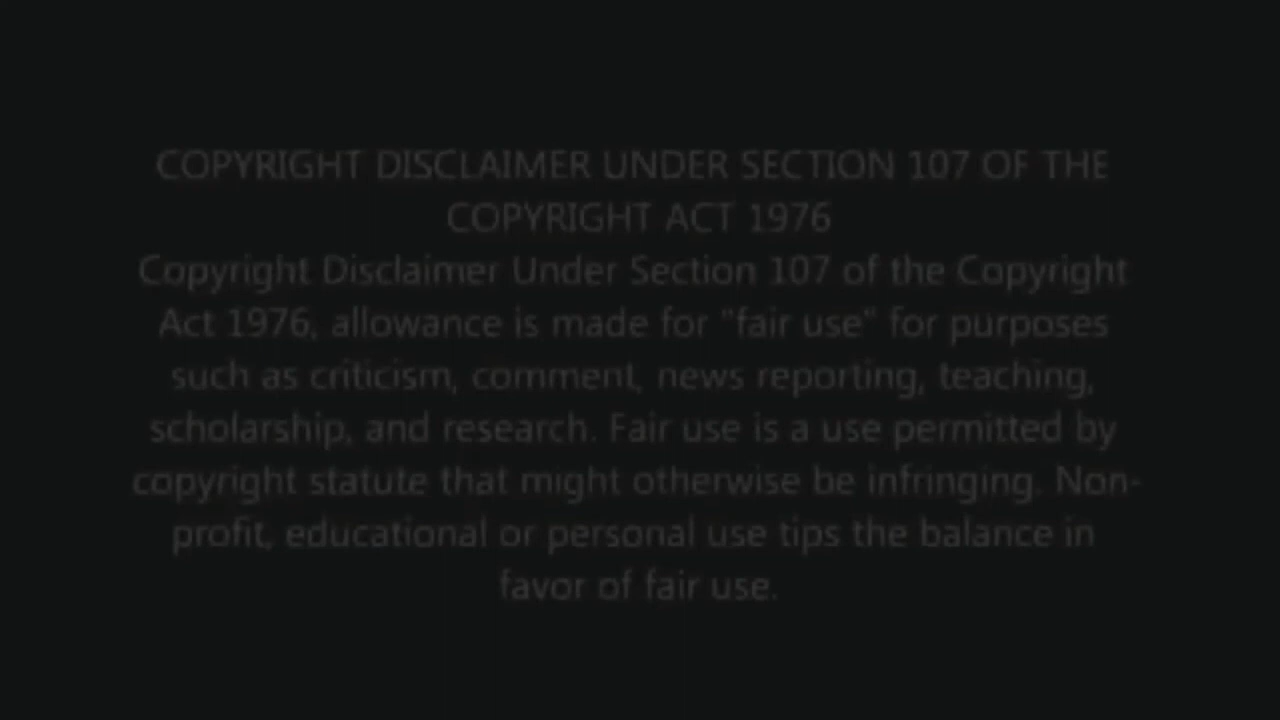 COPYRIGHT DISCLAIMER UNDER SECTION 107 OF THE
COPYRIGHT ACT 1976
Copyright Disclaimer Under Section 107 of the Copyright
Act 1976, allowance is made for "fair use" for purposes
such as criticism, comment, news reporting, teaching,
scholarship, and research. Fair use is a use permitted by
copyright statute that might otherwise be infringing. Non-
profit, educational or personal use tips the balance in
favor of fair use.